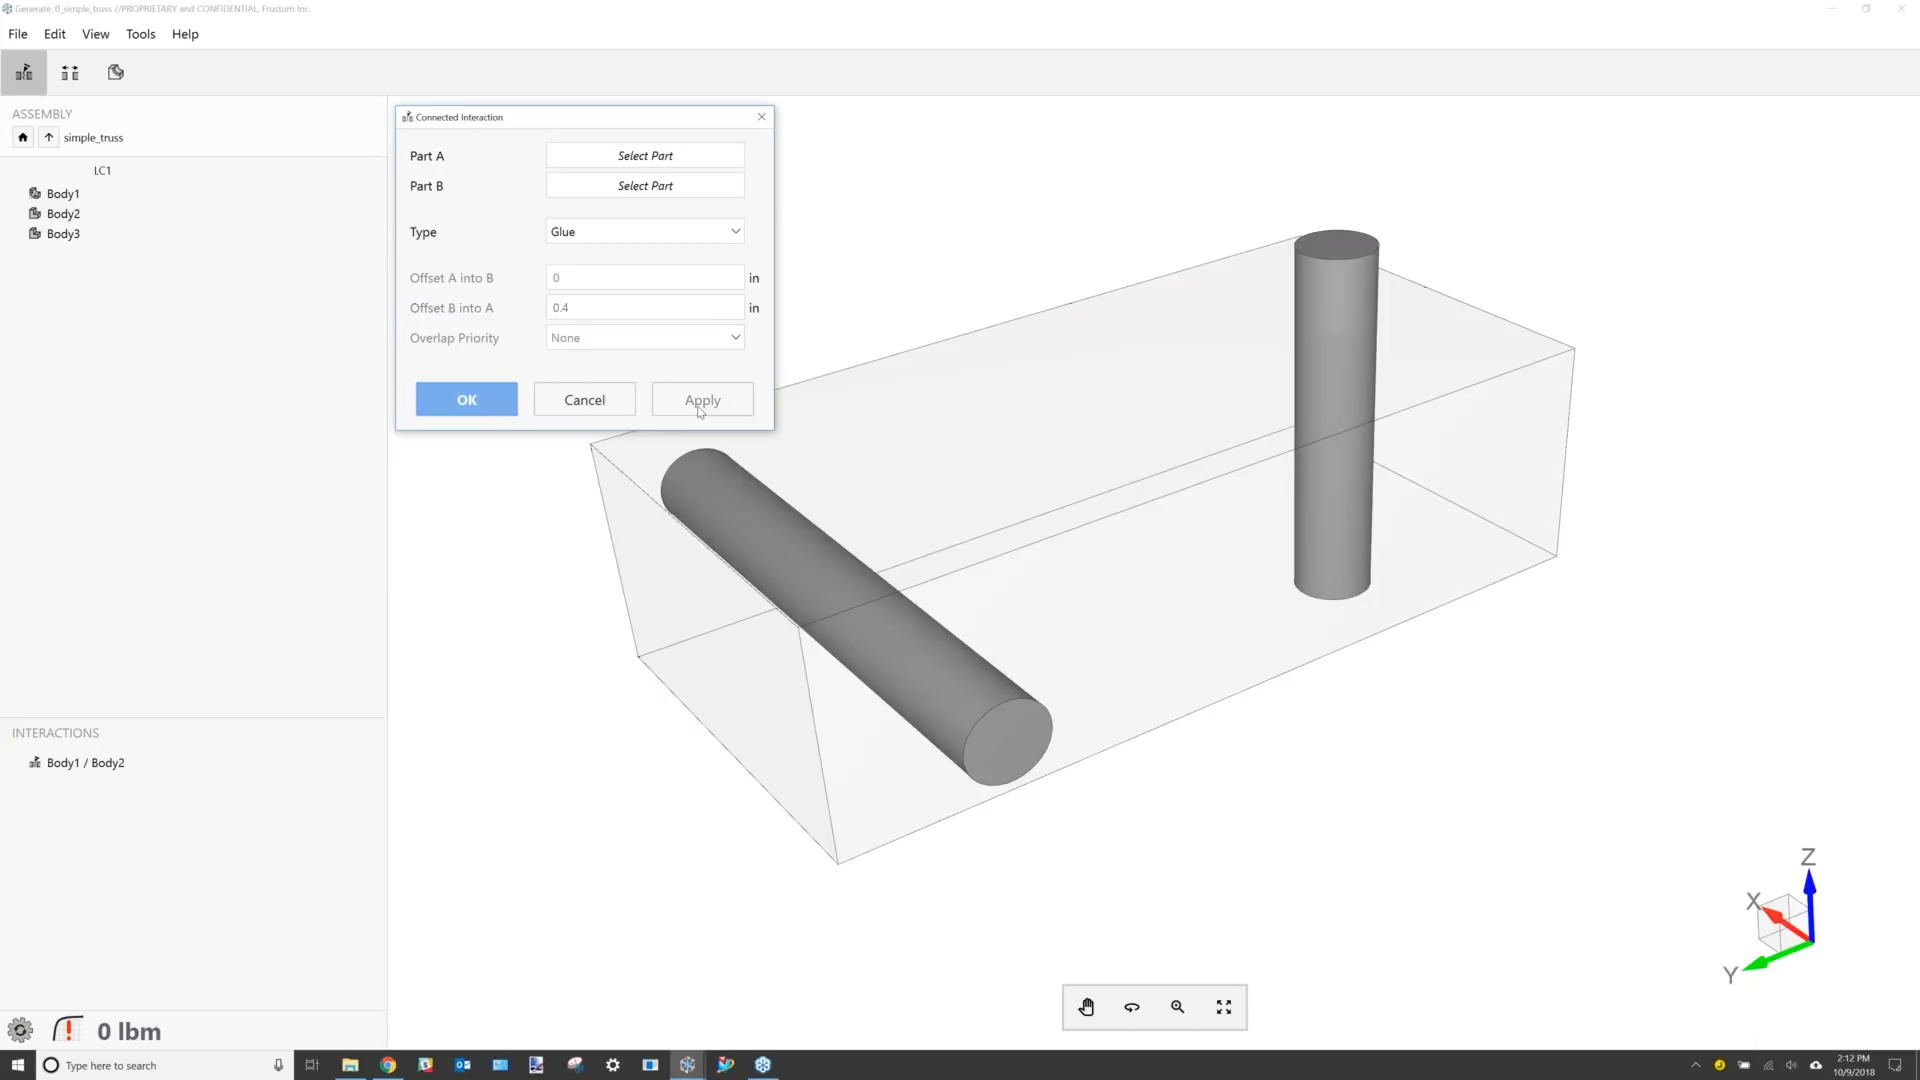 Generate: 0_simple_truss //PROPRIETARY and CONFIDENTIAL, Frustum Inc.
File Edit View Tools Help
ASSEMBLY
simple_truss
LC1
Body1
Body2
Body3
Connected Interaction
Part A Select Part
Part B Select Part
Type Glue
Offset A into B 0 in
Offset B into A 0.4 in
Overlap Priority None
OK Cancel Apply
INTERACTIONS
Body1 / Body2
Z
X
Y
0 lbm
Type here to search
2:12 PM
10/9/2018